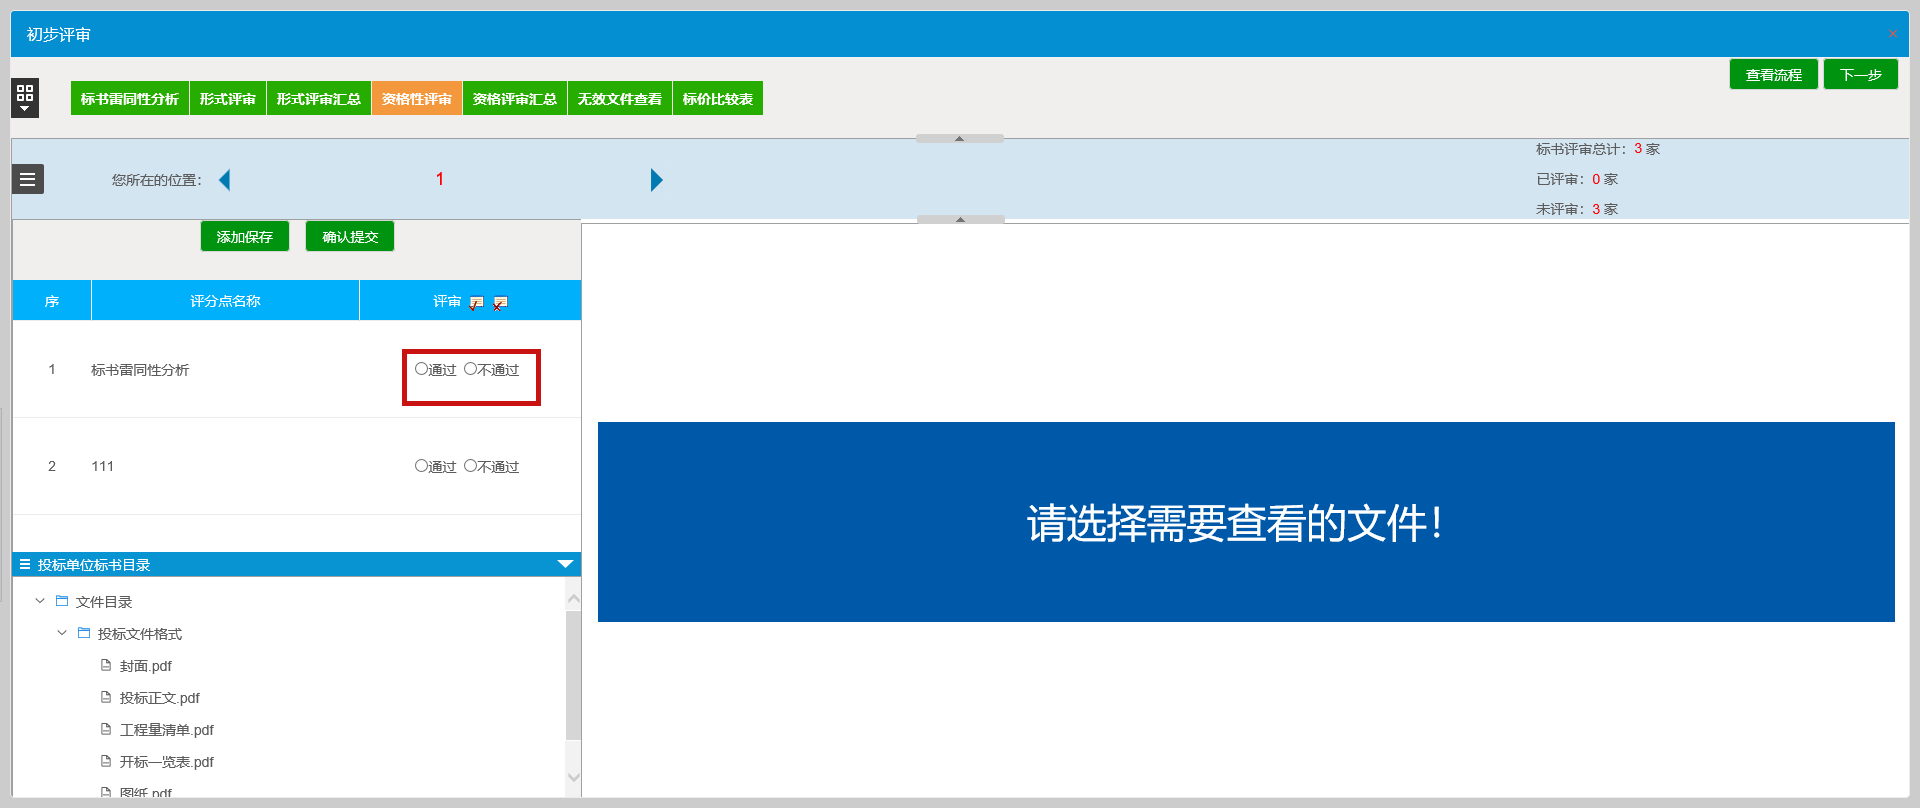 初步评审
查看流程 下一步
标书雷同性分析 形式评审 形式评审汇总 资格性评审 资格评审汇总 无效文件查看 标价比较表
标书评审总计：3 家
您所在的位置： 1
已评审：0 家
未评审：3 家
添加保存 确认提交
序 评分点名称 评审
1 标书雷同性分析 通过 不通过
2 111 通过 不通过
请选择需要查看的文件！
投标单位标书目录
文件目录
投标文件格式
封面.pdf
投标正文.pdf
工程量清单.pdf
开标一览表.pdf
图纸.pdf